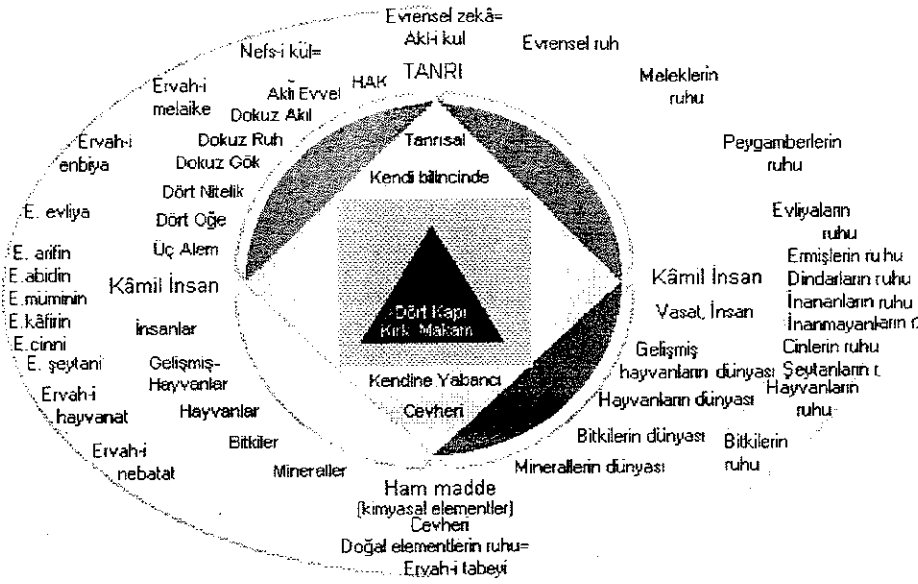 Evrensel zekâ=
Akl-i kul
TANRI
Evrensel ruh
Meleklerin
ruhu
Peygamberlerin
ruhu
Evliyaların
ruhu
Ermişlerin ruhu
Dindarların ruhu
İnananların ruhu
İnanmayanların r
Cinlerin ruhu
Şeytanların r.
Hayvanların
ruhu
Bitkilerin
ruhu
Nefs-i kül=
Ervah-i
melaike
Ervah-i
enbiya
E. evliya
E. arifin
E.abidin
E.müminin
E.kâfirin
E.cinni
E. şeytani
Ervah-i
hayvanat
Ervah-i
nebatat
HAK
Akli Evvel
Dokuz Akıl
Dokuz Ruh
Dokuz Gök
Dört Nitelik
Dört Öğe
Üç Alem
Kâmil İnsan
İnsanlar
Gelişmiş-
Hayvanlar
Hayvanlar
Bitkiler
Mineraller
Tanrısal
Kendi bilincinde
Dört Kapı
Kırk Makam
Kendine Yabancı
Cevheri
Kâmil İnsan
Vasat, İnsan
Gelişmiş
hayvanların dünyası
Hayvanların dünyası
Bitkilerin dünyası
Minerallerin dünyası
Ham madde
(kimyasal elementler)
Cevheri
Doğal elementlerin ruhu=
Ervah-i tabeyi